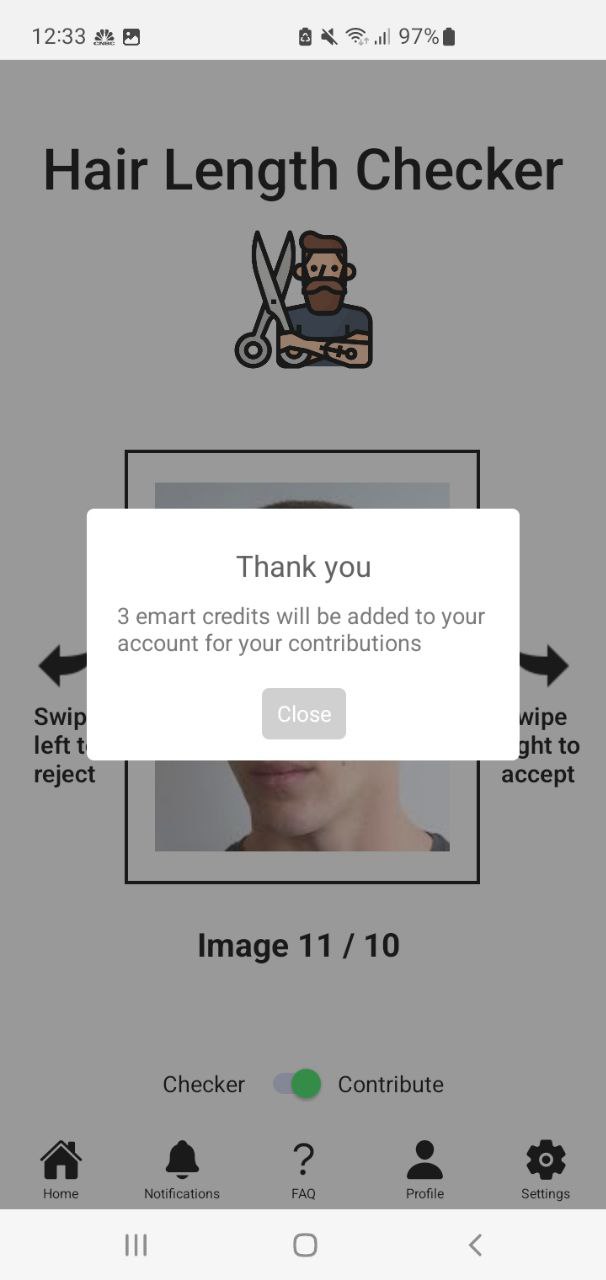 12:33 CNBC 97%
Hair Length Checker
Thank you
3 emart credits will be added to your
account for your contributions
Close
Swip
left t
reject
wipe
ght to
accept
Image 11 / 10
Checker Contribute
Home Notifications FAQ Profile Settings